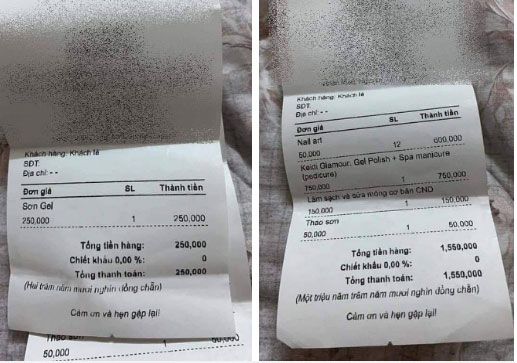 Khách hàng: Khách lẻ
SĐT:
Địa chỉ: - -
Đơn giá SL Thành tiền
Sơn Gel
250,000 1 250,000
Tổng tiền hàng: 250,000
Chiết khấu 0,00 %: 0
Tổng thanh toán: 250,000
(Hai trăm năm mươi nghìn đồng chẵn)
Cảm ơn và hẹn gặp lại!
Tháo sơn
50,000 1 50,000
Khách hàng: Khách lẻ
SĐT:
Địa chỉ: - -
Đơn giá SL Thành tiền
Nail art
50,000 12 600,000
Keira Glamour: Gel Polish + Spa manicure
(pedicure)
750,000 1 750,000
Làm sạch và sửa móng cơ bản CND
150,000 1 150,000
Tháo sơn
50,000 1 50,000
Tổng tiền hàng: 1,550,000
Chiết khấu 0,00 %: 0
Tổng thanh toán: 1,550,000
(Một triệu năm trăm năm mươi nghìn đồng chẵn)
Cảm ơn và hẹn gặp lại!